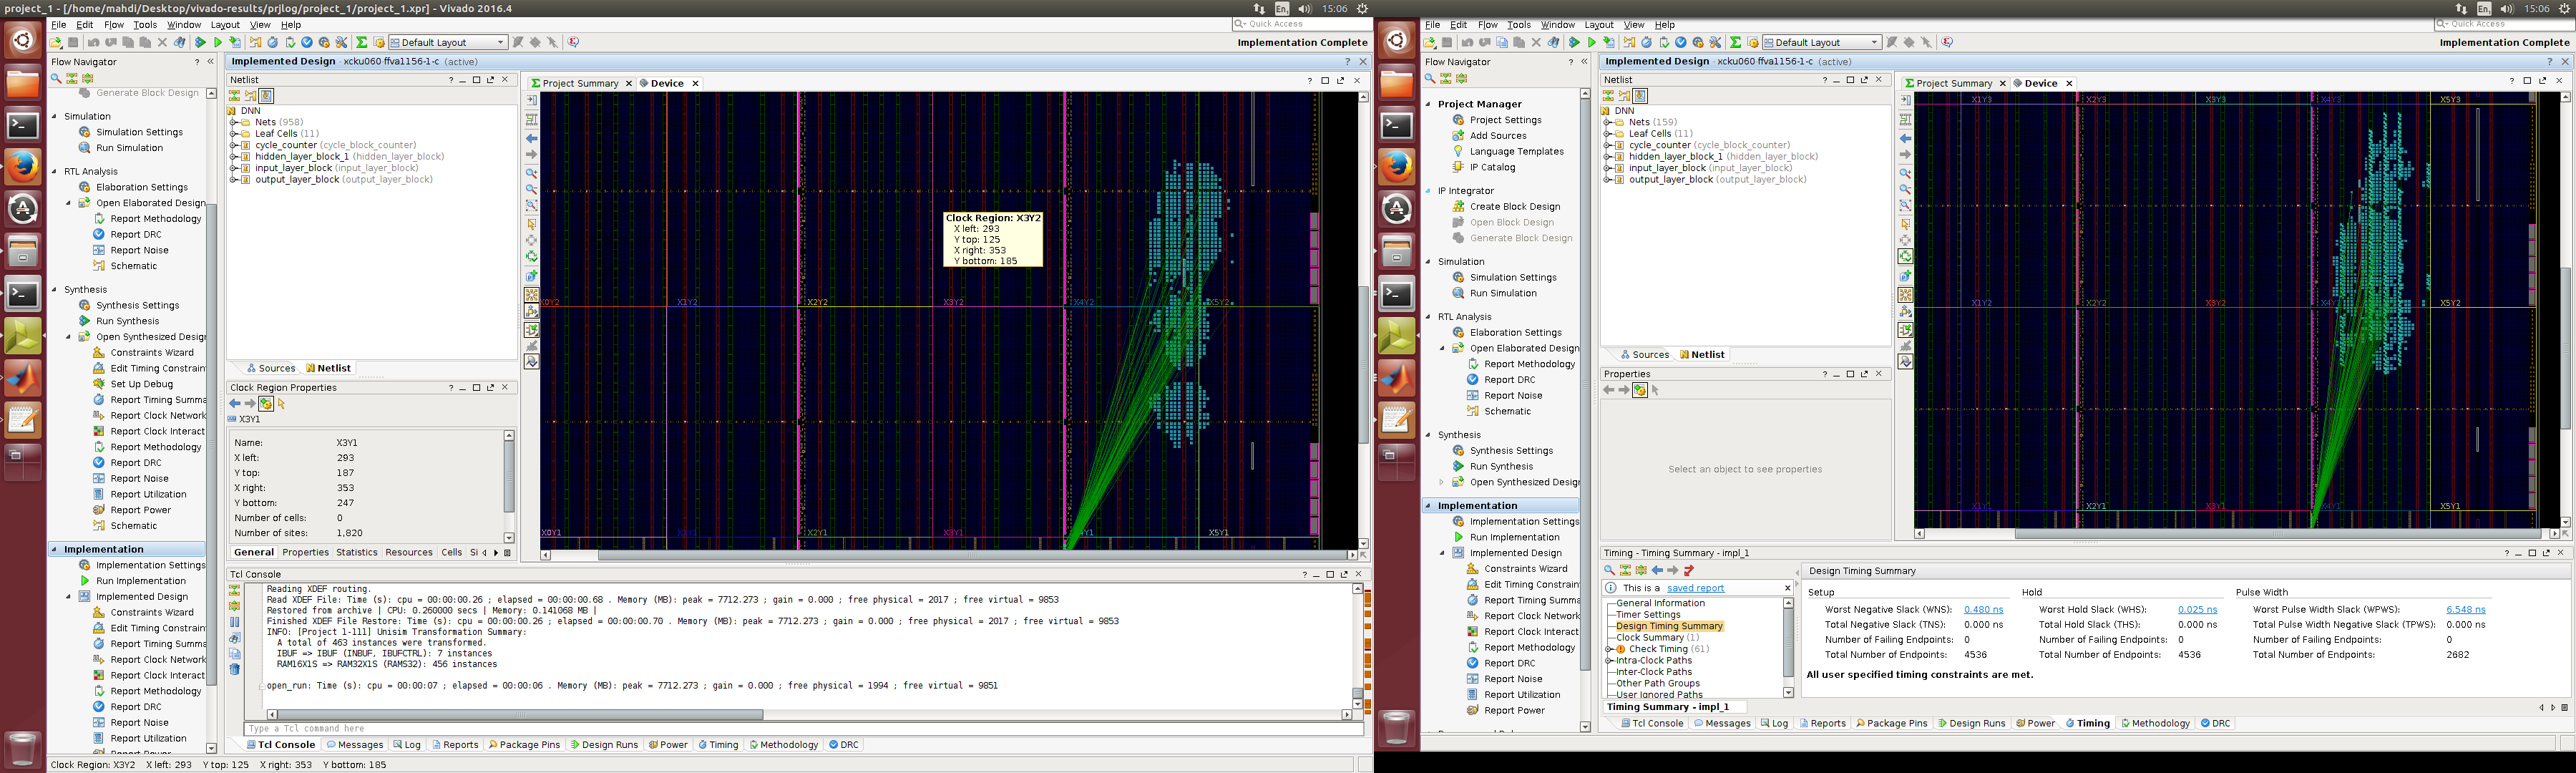 project_1 - [/home/mahdi/Desktop/vivado-results/prjlog/project_1/project_1.xpr] - Vivado 2016.4
En
15:06
File Edit Flow Tools Window Layout View Help
Quick Access
Default Layout
Implementation Complete
Flow Navigator
Generate Block Design
Simulation
Simulation Settings
Run Simulation
RTL Analysis
Elaboration Settings
Open Elaborated Design
Report Methodology
Report DRC
Report Noise
Schematic
Synthesis
Synthesis Settings
Run Synthesis
Open Synthesized Design
Constraints Wizard
Edit Timing Constraint
Set Up Debug
Report Timing Summa
Report Clock Network
Report Clock Interact
Report Methodology
Report DRC
Report Noise
Report Utilization
Report Power
Schematic
Implementation
Implementation Settings
Run Implementation
Implemented Design
Constraints Wizard
Edit Timing Constrain
Report Timing Summa
Report Clock Network
Report Clock Interact
Report Methodology
Report DRC
Report Noise
Report Utilization
Implemented Design - xcku060 ffva1156-1-c (active)
Netlist
DNN
Nets (958)
Leaf Cells (11)
cycle_counter (cycle_block_counter)
hidden_layer_block_1 (hidden_layer_block)
input_layer_block (input_layer_block)
output_layer_block (output_layer_block)
Sources Netlist
Clock Region Properties
X3Y1
Name: X3Y1
X left: 293
Y top: 187
X right: 353
Y bottom: 247
Number of cells: 0
Number of sites: 1,820
General Properties Statistics Resources Cells Si
Project Summary Device
Clock Region: X3Y2
X left: 293
Y top: 125
X right: 353
Y bottom: 185
X0Y2 X1Y2 X2Y2 X3Y2 X4Y2 X5Y2
X0Y1 X1Y1 X2Y1 X3Y1 X4Y1 X5Y1
Tcl Console
Reading XDEF routing.
Read XDEF File: Time (s): cpu = 00:00:00.26 ; elapsed = 00:00:00.68 . Memory (MB): peak = 7712.273 ; gain = 0.000 ; free physical = 2017 ; free virtual = 9853
Restored from archive | CPU: 0.260000 secs | Memory: 0.141068 MB |
Finished XDEF File Restore: Time (s): cpu = 00:00:00.26 ; elapsed = 00:00:00.70 . Memory (MB): peak = 7712.273 ; gain = 0.000 ; free physical = 2017 ; free virtual = 9853
INFO: [Project 1-111] Unisim Transformation Summary:
A total of 463 instances were transformed.
IBUF => IBUF (INBUF, IBUFCTRL): 7 instances
RAM16X1S => RAM32X1S (RAMS32): 456 instances
open_run: Time (s): cpu = 00:00:07 ; elapsed = 00:00:06 . Memory (MB): peak = 7712.273 ; gain = 0.000 ; free physical = 1994 ; free virtual = 9851
Type a Tcl command here
Tcl Console Messages Log Reports Package Pins Design Runs Power Timing Methodology DRC
Clock Region: X3Y2 X left: 293 Y top: 125 X right: 353 Y bottom: 185
En
15:06
File Edit Flow Tools Window Layout View Help
Quick Access
Default Layout
Implementation Complete
Flow Navigator
Project Manager
Project Settings
Add Sources
Language Templates
IP Catalog
IP Integrator
Create Block Design
Open Block Design
Generate Block Design
Simulation
Simulation Settings
Run Simulation
RTL Analysis
Elaboration Settings
Open Elaborated Design
Report Methodology
Report DRC
Report Noise
Schematic
Synthesis
Synthesis Settings
Run Synthesis
Open Synthesized Design
Implementation
Implementation Settings
Run Implementation
Implemented Design
Constraints Wizard
Edit Timing Constrain
Report Timing Summa
Report Clock Network
Report Clock Interact
Report Methodology
Report DRC
Report Noise
Report Utilization
Report Power
Implemented Design - xcku060 ffva1156-1-c (active)
Netlist
DNN
Nets (159)
Leaf Cells (11)
cycle_counter (cycle_block_counter)
hidden_layer_block_1 (hidden_layer_block)
input_layer_block (input_layer_block)
output_layer_block (output_layer_block)
Sources Netlist
Properties
Select an object to see properties
Project Summary Device
X1Y3 X2Y3 X3Y3 X4Y3 X5Y3
X1Y2 X2Y2 X3Y2 X4Y2 X5Y2
X1Y1 X2Y1 X3Y1 X4Y1 X5Y1
Timing - Timing Summary - impl_1
This is a saved report
General Information
Timer Settings
Design Timing Summary
Clock Summary (1)
Check Timing (61)
Intra-Clock Paths
Inter-Clock Paths
Other Path Groups
User Ignored Paths
Timing Summary - impl_1
Design Timing Summary
Setup Hold Pulse Width
Worst Negative Slack (WNS): 0.480 ns Worst Hold Slack (WHS): 0.025 ns Worst Pulse Width Slack (WPWS): 6.548 ns
Total Negative Slack (TNS): 0.000 ns Total Hold Slack (THS): 0.000 ns Total Pulse Width Negative Slack (TPWS): 0.000 ns
Number of Failing Endpoints: 0 Number of Failing Endpoints: 0 Number of Failing Endpoints: 0
Total Number of Endpoints: 4536 Total Number of Endpoints: 4536 Total Number of Endpoints: 2682
All user specified timing constraints are met.
Tcl Console Messages Log Reports Package Pins Design Runs Power Timing Methodology DRC